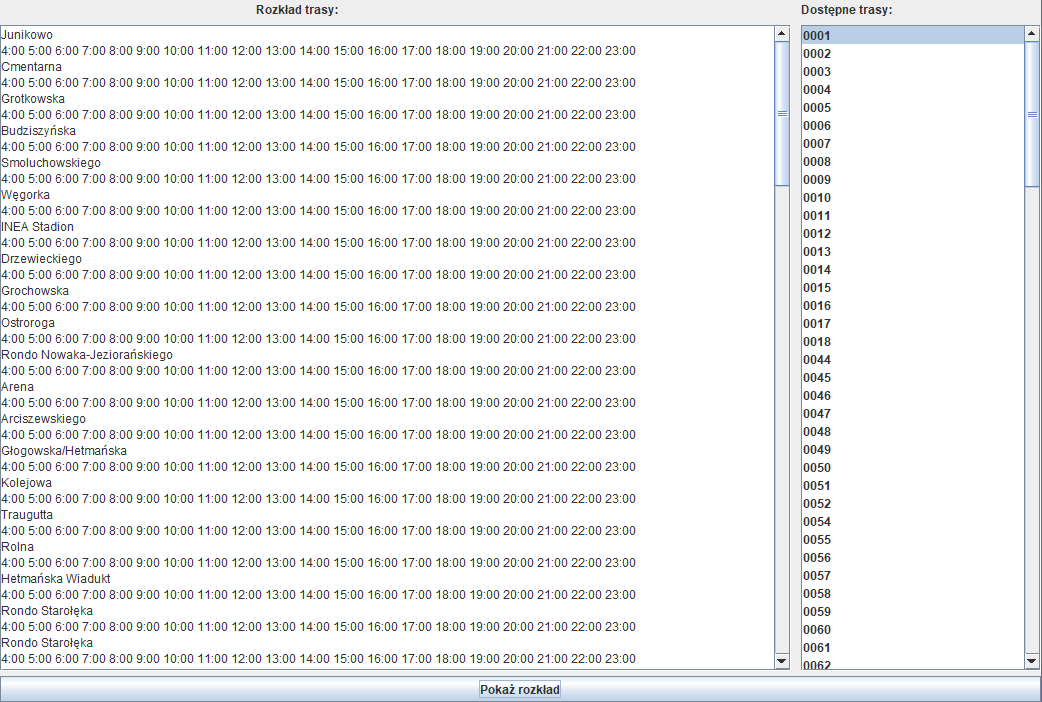 Rozkład trasy:
Junikowo
4:00 5:00 6:00 7:00 8:00 9:00 10:00 11:00 12:00 13:00 14:00 15:00 16:00 17:00 18:00 19:00 20:00 21:00 22:00 23:00
Cmentarna
4:00 5:00 6:00 7:00 8:00 9:00 10:00 11:00 12:00 13:00 14:00 15:00 16:00 17:00 18:00 19:00 20:00 21:00 22:00 23:00
Grotkowska
4:00 5:00 6:00 7:00 8:00 9:00 10:00 11:00 12:00 13:00 14:00 15:00 16:00 17:00 18:00 19:00 20:00 21:00 22:00 23:00
Budziszyńska
4:00 5:00 6:00 7:00 8:00 9:00 10:00 11:00 12:00 13:00 14:00 15:00 16:00 17:00 18:00 19:00 20:00 21:00 22:00 23:00
Smoluchowskiego
4:00 5:00 6:00 7:00 8:00 9:00 10:00 11:00 12:00 13:00 14:00 15:00 16:00 17:00 18:00 19:00 20:00 21:00 22:00 23:00
Węgorka
4:00 5:00 6:00 7:00 8:00 9:00 10:00 11:00 12:00 13:00 14:00 15:00 16:00 17:00 18:00 19:00 20:00 21:00 22:00 23:00
INEA Stadion
4:00 5:00 6:00 7:00 8:00 9:00 10:00 11:00 12:00 13:00 14:00 15:00 16:00 17:00 18:00 19:00 20:00 21:00 22:00 23:00
Drzewieckiego
4:00 5:00 6:00 7:00 8:00 9:00 10:00 11:00 12:00 13:00 14:00 15:00 16:00 17:00 18:00 19:00 20:00 21:00 22:00 23:00
Grochowska
4:00 5:00 6:00 7:00 8:00 9:00 10:00 11:00 12:00 13:00 14:00 15:00 16:00 17:00 18:00 19:00 20:00 21:00 22:00 23:00
Ostroroga
4:00 5:00 6:00 7:00 8:00 9:00 10:00 11:00 12:00 13:00 14:00 15:00 16:00 17:00 18:00 19:00 20:00 21:00 22:00 23:00
Rondo Nowaka-Jeziorańskiego
4:00 5:00 6:00 7:00 8:00 9:00 10:00 11:00 12:00 13:00 14:00 15:00 16:00 17:00 18:00 19:00 20:00 21:00 22:00 23:00
Arena
4:00 5:00 6:00 7:00 8:00 9:00 10:00 11:00 12:00 13:00 14:00 15:00 16:00 17:00 18:00 19:00 20:00 21:00 22:00 23:00
Arciszewskiego
4:00 5:00 6:00 7:00 8:00 9:00 10:00 11:00 12:00 13:00 14:00 15:00 16:00 17:00 18:00 19:00 20:00 21:00 22:00 23:00
Głogowska/Hetmańska
4:00 5:00 6:00 7:00 8:00 9:00 10:00 11:00 12:00 13:00 14:00 15:00 16:00 17:00 18:00 19:00 20:00 21:00 22:00 23:00
Kolejowa
4:00 5:00 6:00 7:00 8:00 9:00 10:00 11:00 12:00 13:00 14:00 15:00 16:00 17:00 18:00 19:00 20:00 21:00 22:00 23:00
Traugutta
4:00 5:00 6:00 7:00 8:00 9:00 10:00 11:00 12:00 13:00 14:00 15:00 16:00 17:00 18:00 19:00 20:00 21:00 22:00 23:00
Rolna
4:00 5:00 6:00 7:00 8:00 9:00 10:00 11:00 12:00 13:00 14:00 15:00 16:00 17:00 18:00 19:00 20:00 21:00 22:00 23:00
Hetmańska Wiadukt
4:00 5:00 6:00 7:00 8:00 9:00 10:00 11:00 12:00 13:00 14:00 15:00 16:00 17:00 18:00 19:00 20:00 21:00 22:00 23:00
Rondo Starołęka
4:00 5:00 6:00 7:00 8:00 9:00 10:00 11:00 12:00 13:00 14:00 15:00 16:00 17:00 18:00 19:00 20:00 21:00 22:00 23:00
Rondo Starołęka
4:00 5:00 6:00 7:00 8:00 9:00 10:00 11:00 12:00 13:00 14:00 15:00 16:00 17:00 18:00 19:00 20:00 21:00 22:00 23:00
Dostępne trasy:
0001
0002
0003
0004
0005
0006
0007
0008
0009
0010
0011
0012
0013
0014
0015
0016
0017
0018
0044
0045
0046
0047
0048
0049
0050
0051
0052
0054
0055
0056
0057
0058
0059
0060
0061
0062
Pokaż rozkład